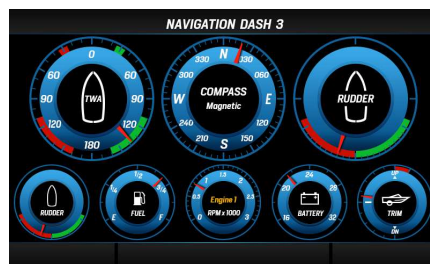 NAVIGATION DASH 3
0
60 60
90 90
120 120
180
TWA
N
330 330
300 060
W E
240 120
210 150
S
COMPASS
Magnetic
RUDDER
RUDDER
1/2
1/4 3/4
E F
FUEL
1.5
1 2
0.5 2.5
0 3
Engine 1
RPM x 1000
24
20 28
16 32
BATTERY
UP
TRIM
DN